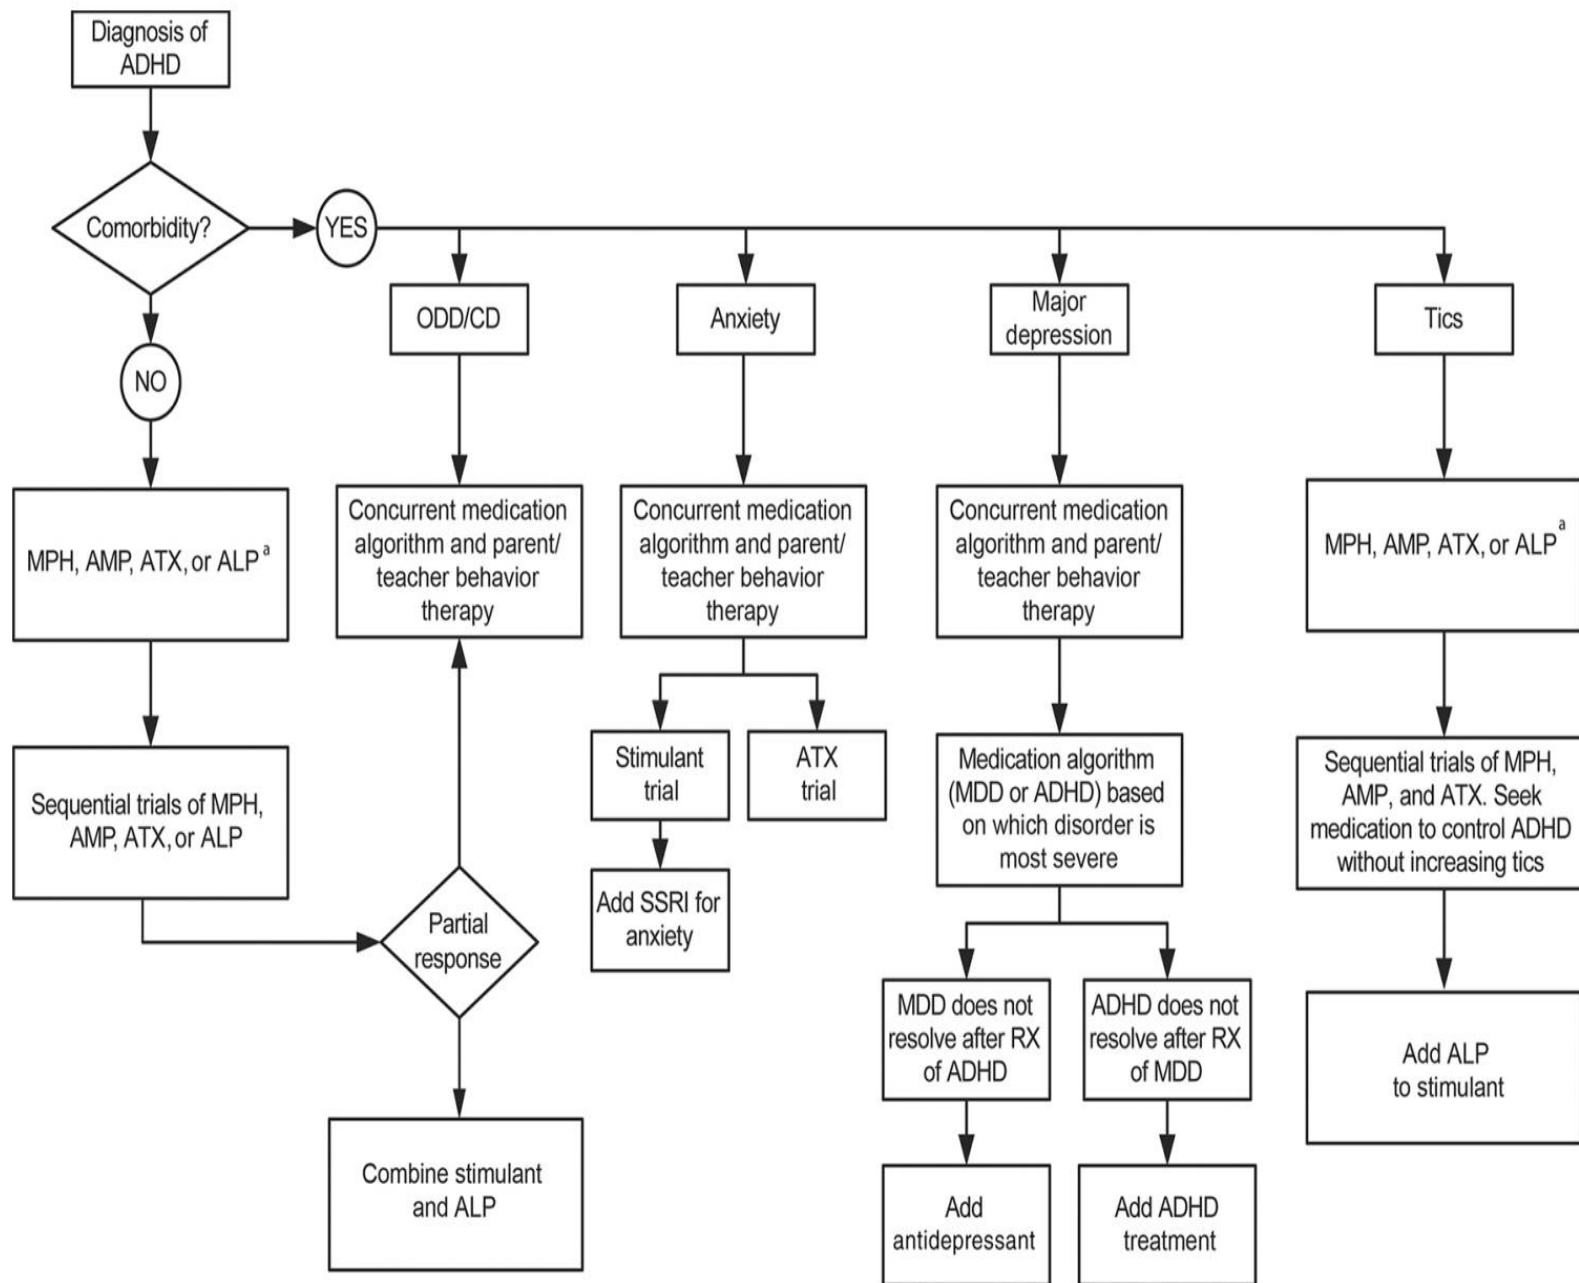 Diagnosis of
ADHD
Comorbidity?
YES
NO
MPH, AMP, ATX, or ALP a
Sequential trials of MPH,
AMP, ATX, or ALP
Partial
response
Combine stimulant
and ALP
ODD/CD
Concurrent medication
algorithm and parent/
teacher behavior
therapy
Anxiety
Concurrent medication
algorithm and parent/
teacher behavior
therapy
Stimulant
trial
Add SSRI for
anxiety
ATX
trial
Major
depression
Concurrent medication
algorithm and parent/
teacher behavior
therapy
Medication algorithm
(MDD or ADHD) based
on which disorder is
most severe
MDD does not
resolve after RX
of ADHD
Add
antidepressant
ADHD does not
resolve after RX
of MDD
Add ADHD
treatment
Tics
MPH, AMP, ATX, or ALP a
Sequential trials of MPH,
AMP, and ATX. Seek
medication to control ADHD
without increasing tics
Add ALP
to stimulant